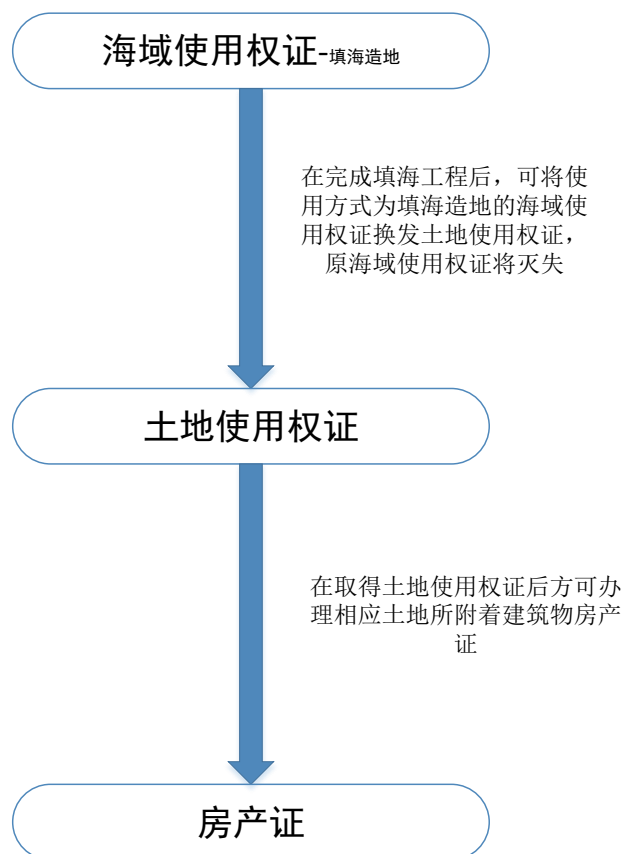 海域使用权证-填海造地
在完成填海工程后，可将使
用方式为填海造地的海域使
用权证换发土地使用权证，
原海域使用权证将灭失
土地使用权证
在取得土地使用权证后方可办
理相应土地所附着建筑物房产
证
房产证